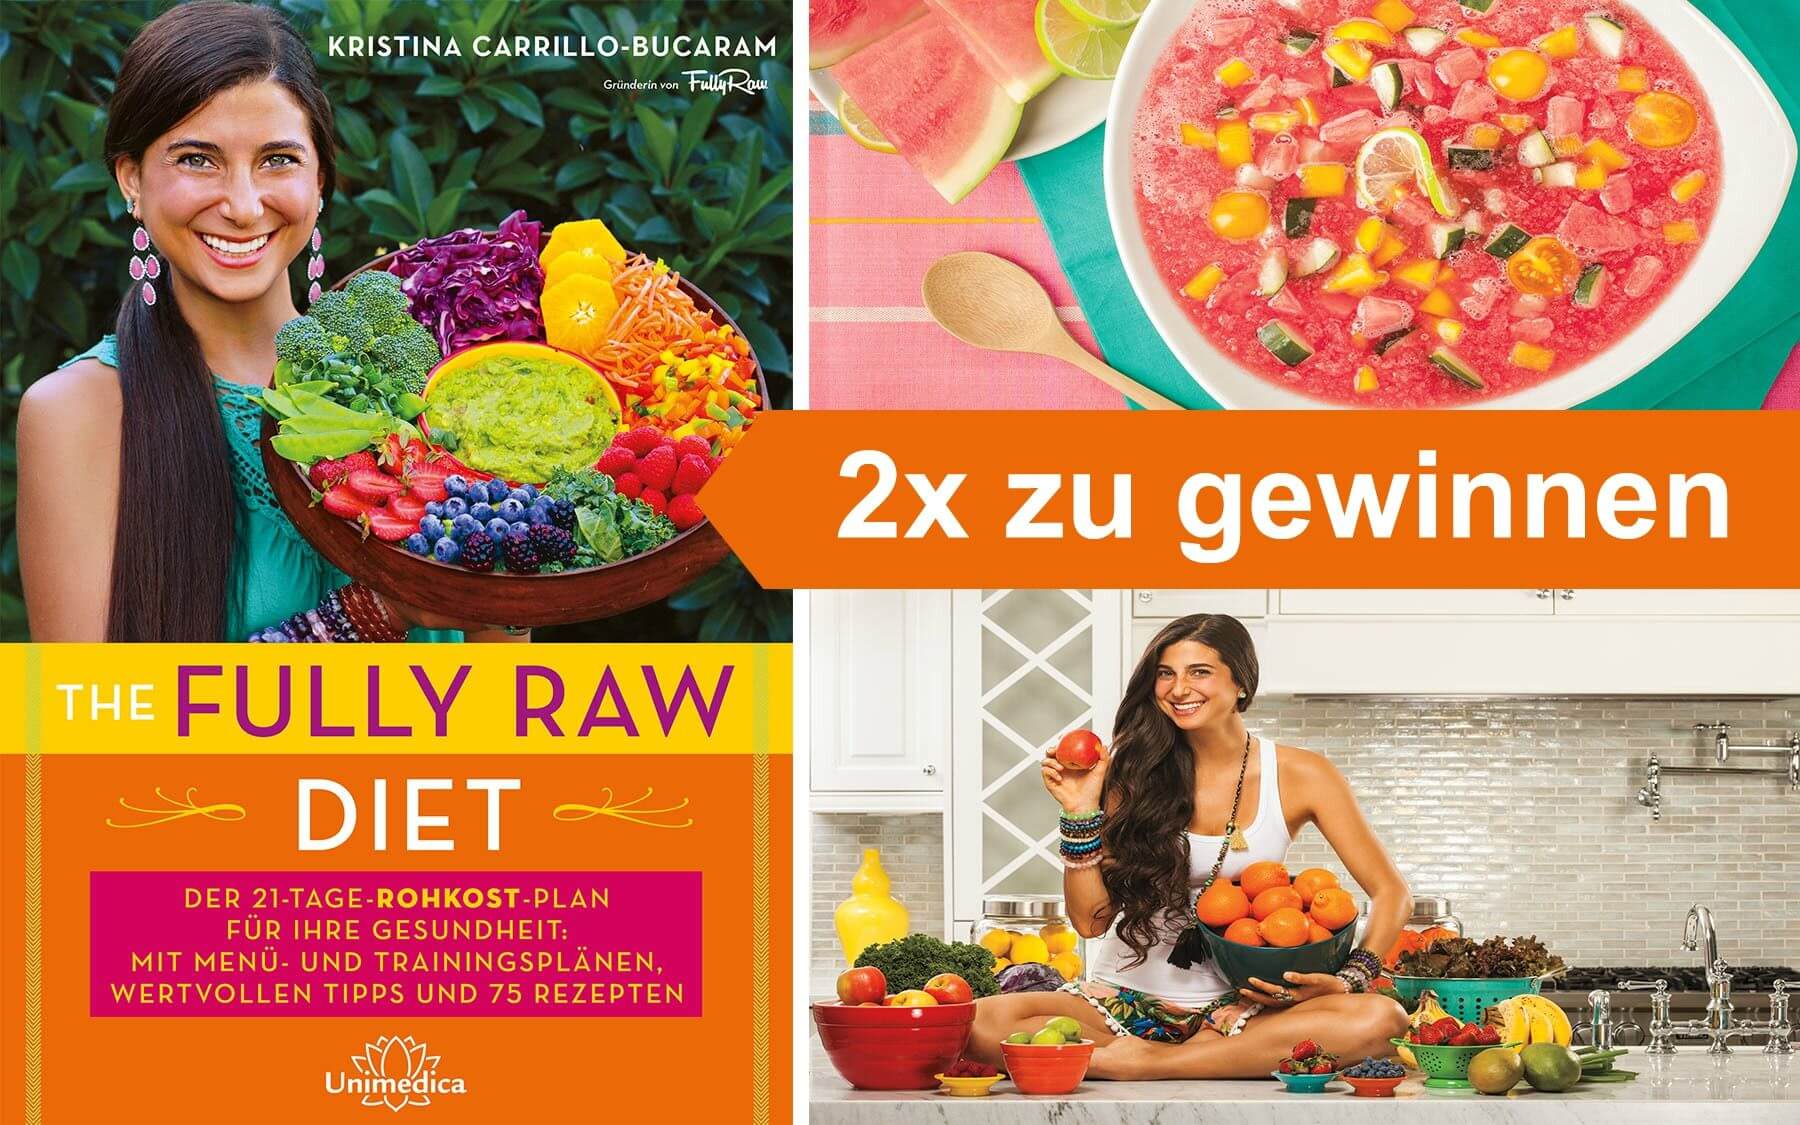 KRISTINA CARRILLO-BUCARAM
Gründerin von FullyRaw
THE FULLY RAW
DIET
DER 21-TAGE-ROHKOST-PLAN
FÜR IHRE GESUNDHEIT:
MIT MENÜ- UND TRAININGSPLÄNEN,
WERTVOLLEN TIPPS UND 75 REZEPTEN
Unimedica
2x zu gewinnen